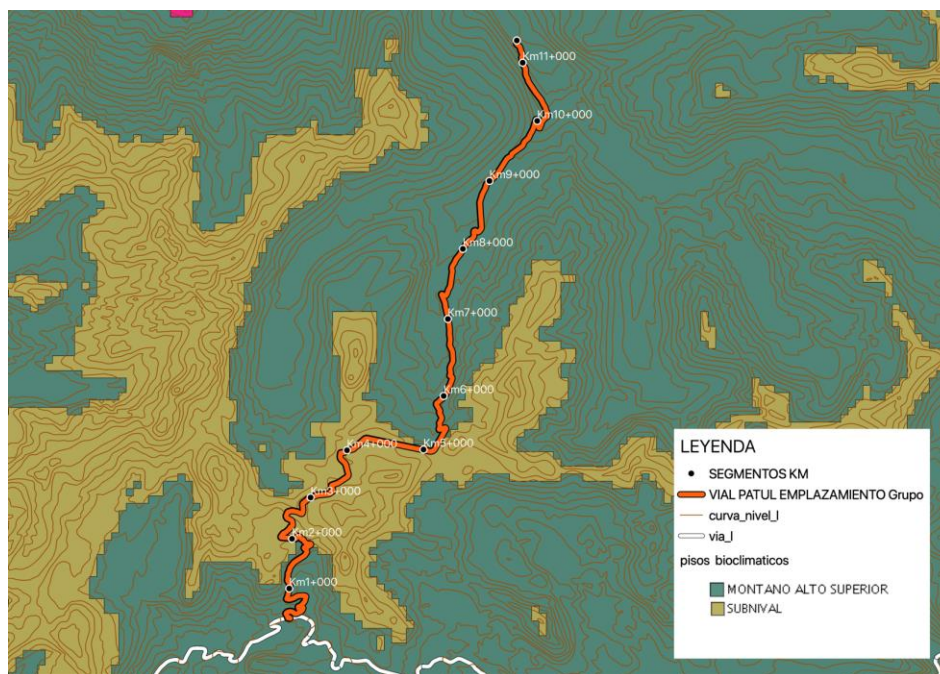 Km11+000
Km10+000
Km9+000
Km8+000
Km7+000
Km6+000
Km4+000
Km5+000
Km3+000
Km2+000
Km1+000
LEYENDA
SEGMENTOS KM
VIAL PATUL EMPLAZAMIENTO Grupo
curva_nivel_l
via_l
pisos bioclimaticos
MONTANO ALTO SUPERIOR
SUBNIVAL